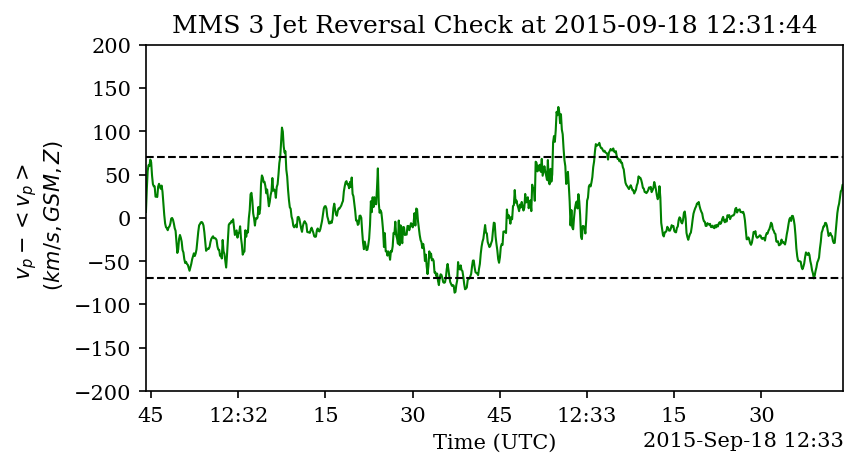 MMS 3 Jet Reversal Check at 2015-09-18 12:31:44
200
150
100
50
0
−50
−100
−150
−200
v_p − < v_p >
(km/s, GSM, Z)
45 12:32 15 30 45 12:33 15 30
Time (UTC)
2015-Sep-18 12:33